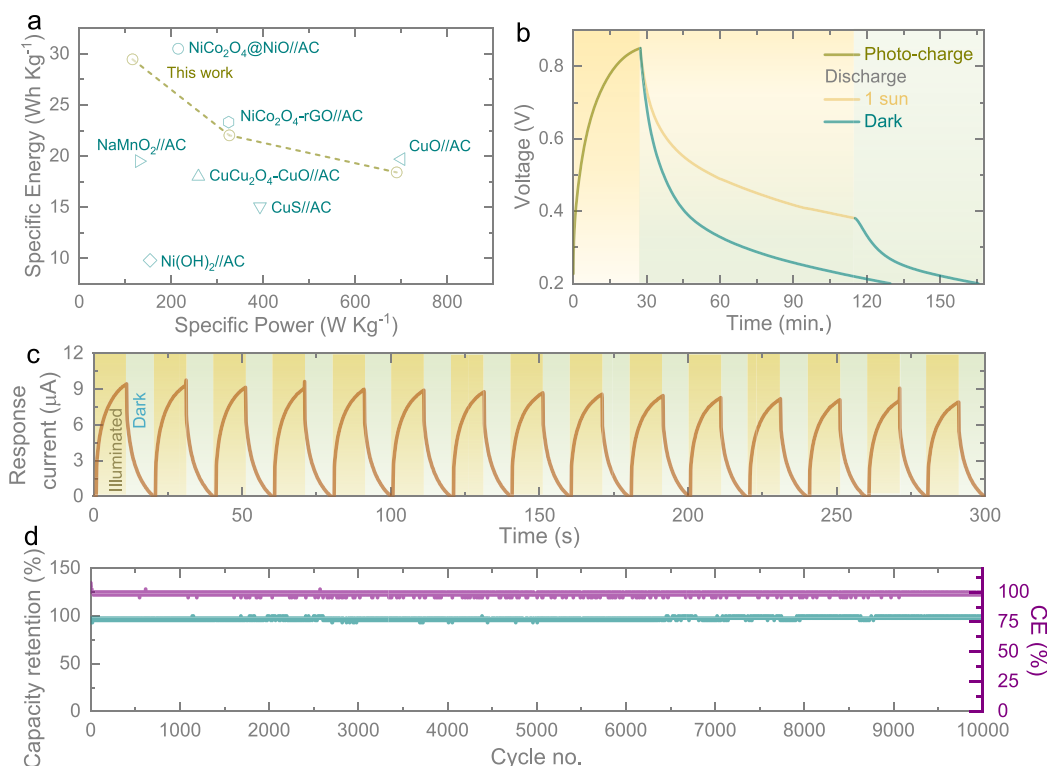 a
Specific Energy (Wh Kg⁻¹)
30
25
20
15
10
NiCo₂O₄@NiO//AC
This work
NiCo₂O₄-rGO//AC
NaMnO₂//AC
CuO//AC
CuCu₂O₄-CuO//AC
CuS//AC
Ni(OH)₂//AC
0 200 400 600 800
Specific Power (W Kg⁻¹)
b
Voltage (V)
0.8
0.6
0.4
0.2
Photo-charge
Discharge
1 sun
Dark
0 30 60 90 120 150
Time (min.)
c
Response
current (μA)
12
9
6
3
0
Illuminated
Dark
0 50 100 150 200 250 300
Time (s)
d
Capacity retention (%)
150
100
50
0
100
75
50
25
0
CE (%)
0 1000 2000 3000 4000 5000 6000 7000 8000 9000 10000
Cycle no.